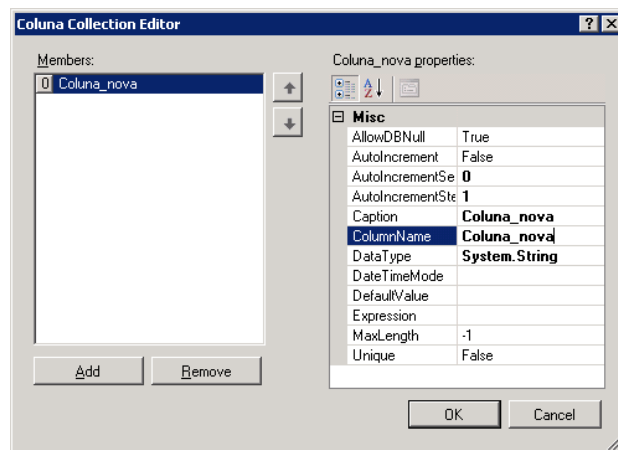 Coluna Collection Editor
Members:
0 Coluna_nova
Add
Remove
Coluna_nova properties:
Misc
AllowDBNull True
AutoIncrement False
AutoIncrementSe 0
AutoIncrementSte 1
Caption Coluna_nova
ColumnName Coluna_nova
DataType System.String
DateTimeMode
DefaultValue
Expression
MaxLength -1
Unique False
OK
Cancel